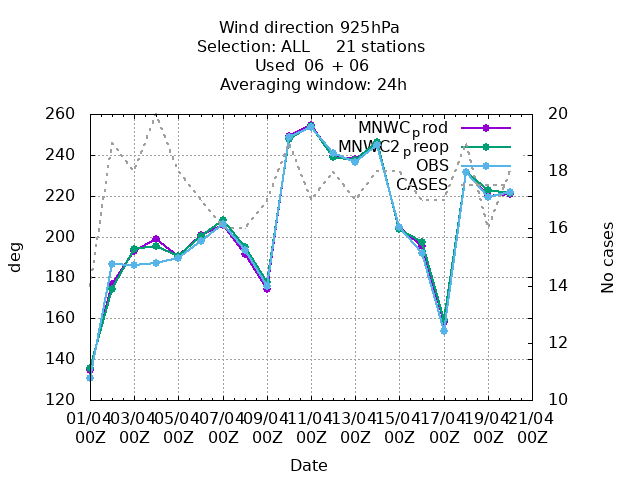 Wind direction 925hPa
Selection: ALL 21 stations
Used 06 + 06
Averaging window: 24h
260 20
MNWC_prod
MNWC2_preop
OBS
CASES
240
220
200
180
160
140
120
18
16
14
12
10
deg
No cases
01/04 03/04 05/04 07/04 09/04 11/04 13/04 15/04 17/04 19/04 21/04
00Z 00Z 00Z 00Z 00Z 00Z 00Z 00Z 00Z 00Z 00Z
Date